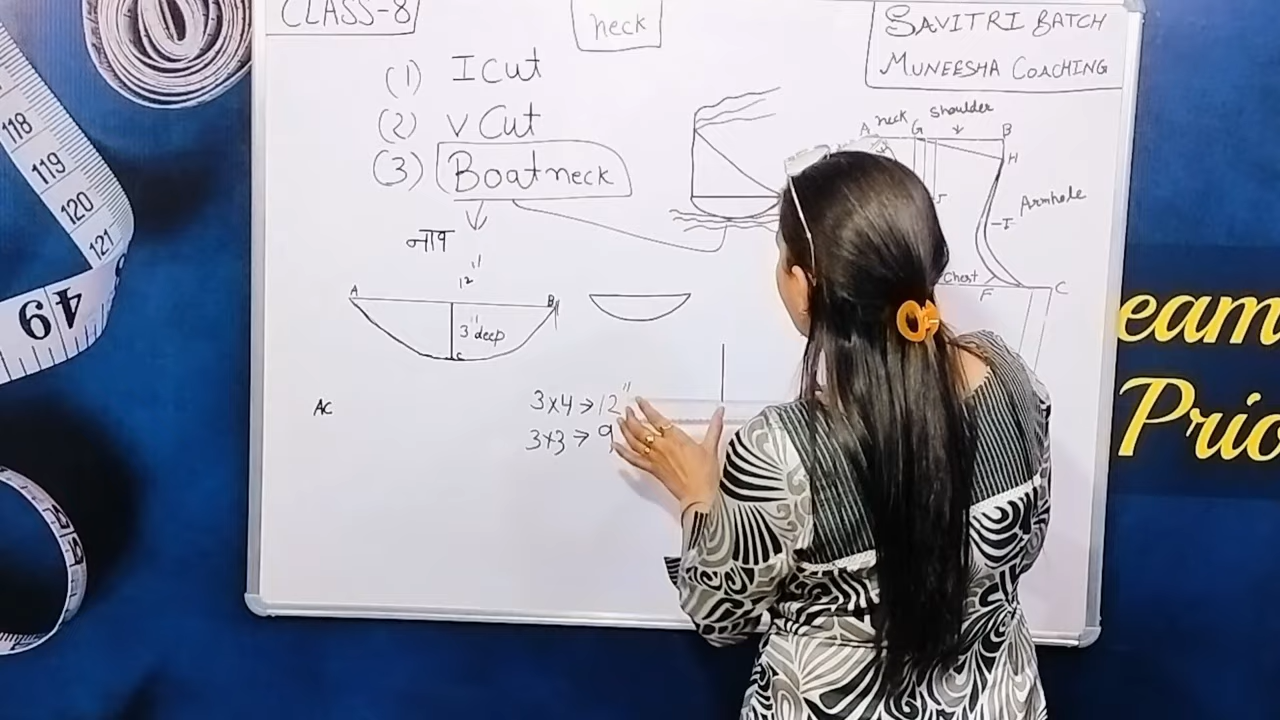 CLASS-8
neck
SAVITRI BATCH
MUNEESHA COACHING
(1) I cut
(2) V Cut
(3) Boatneck
नाप
12"
A B
3" deep
C
AC
3x4→12"
3x3→9
neck shoulder
A G B
H
Armhole
I
Chest
F C
118
119
120
121
49
eam
Prio